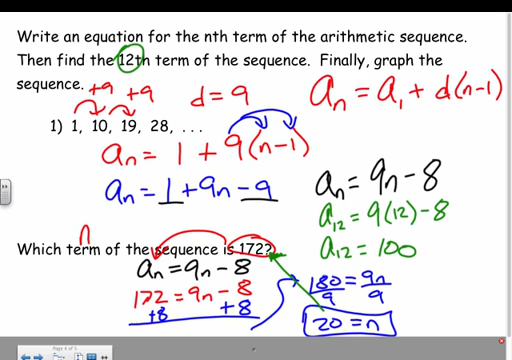 Write an equation for the nth term of the arithmetic sequence.
Then find the 12th term of the sequence. Finally, graph the
sequence.
+9 +9
d = 9
aₙ = a₁ + d(n-1)
1) 1, 10, 19, 28, . . .
aₙ = 1 + 9(n-1)
aₙ = 1 + 9n - 9
aₙ = 9n - 8
a₁₂ = 9(12) - 8
a₁₂ = 100
n
Which term of the sequence is 172?
aₙ = 9n - 8
172 = 9n - 8
+8 +8
180 = 9n
9 9
20 = n